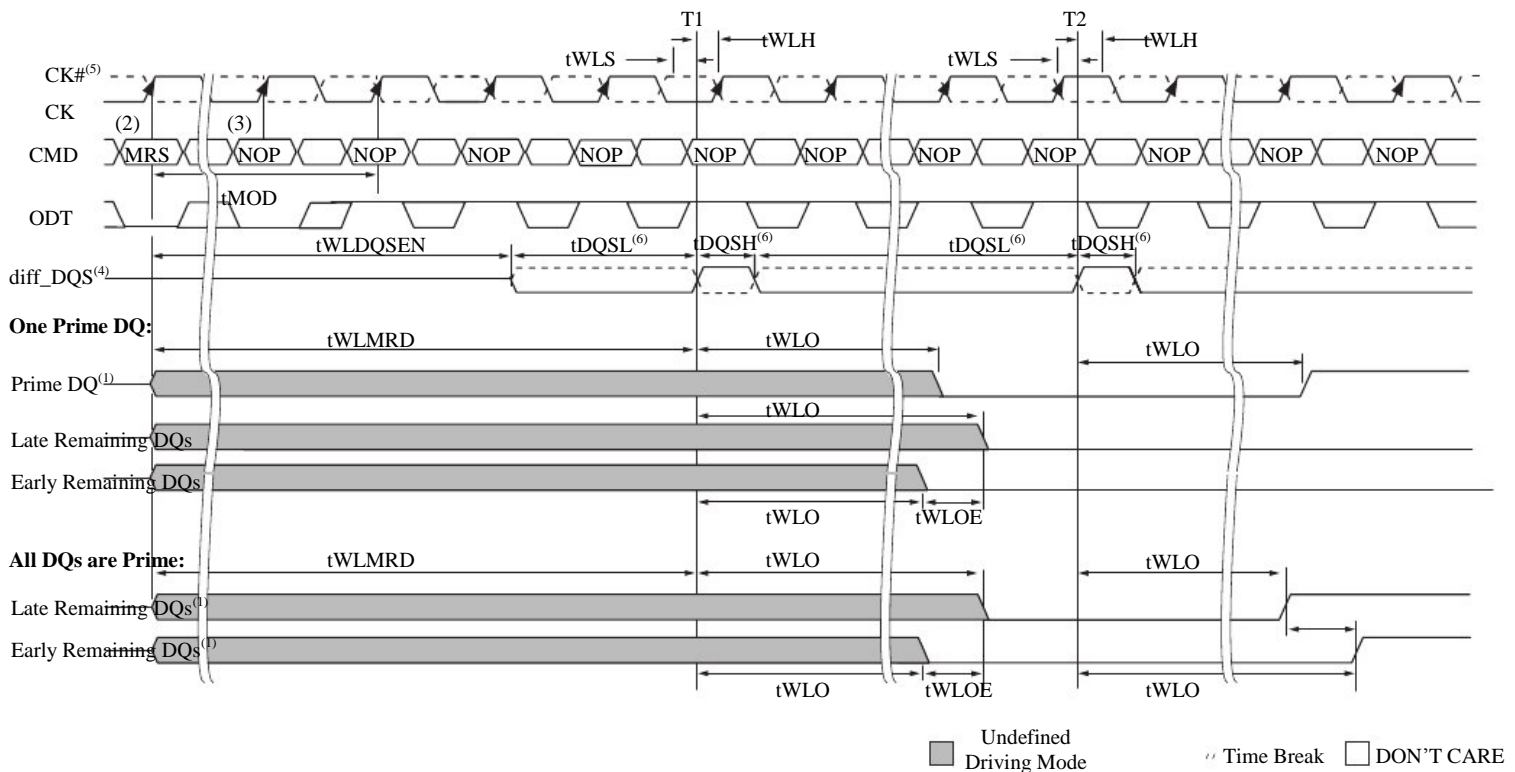 T1 T2
tWLH tWLH
tWLS tWLS
CK#(5)
CK
(2) (3)
CMD MRS NOP NOP NOP NOP NOP NOP NOP NOP NOP NOP NOP
tMOD
ODT
tWLDQSEN tDQSL(6) tDQSH(6) tDQSL(6) tDQSH(6)
diff_DQS(4)
One Prime DQ:
tWLMRD tWLO tWLO
Prime DQ(1)
tWLO
Late Remaining DQs
Early Remaining DQs
tWLO tWLOE
All DQs are Prime:
tWLMRD tWLO tWLO
Late Remaining DQs(1)
Early Remaining DQs(1)
tWLO tWLOE tWLO
Undefined
Driving Mode
Time Break
DON'T CARE